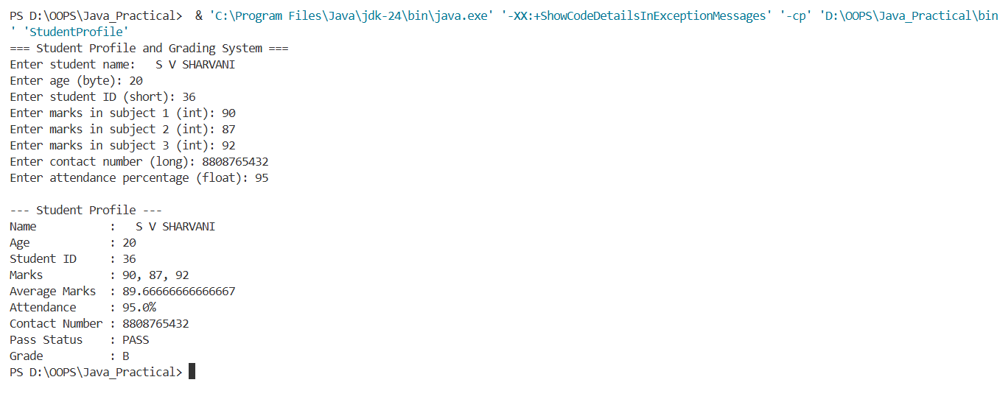 PS D:\OOPS\Java_Practical>  & 'C:\Program Files\Java\jdk-24\bin\java.exe' '-XX:+ShowCodeDetailsInExceptionMessages' '-cp' 'D:\OOPS\Java_Practical\bin
' 'StudentProfile'
=== Student Profile and Grading System ===
Enter student name:   S V SHARVANI
Enter age (byte): 20
Enter student ID (short): 36
Enter marks in subject 1 (int): 90
Enter marks in subject 2 (int): 87
Enter marks in subject 3 (int): 92
Enter contact number (long): 8808765432
Enter attendance percentage (float): 95

--- Student Profile ---
Name           :   S V SHARVANI
Age            : 20
Student ID     : 36
Marks          : 90, 87, 92
Average Marks  : 89.66666666666667
Attendance     : 95.0%
Contact Number : 8808765432
Pass Status    : PASS
Grade          : B
PS D:\OOPS\Java_Practical>